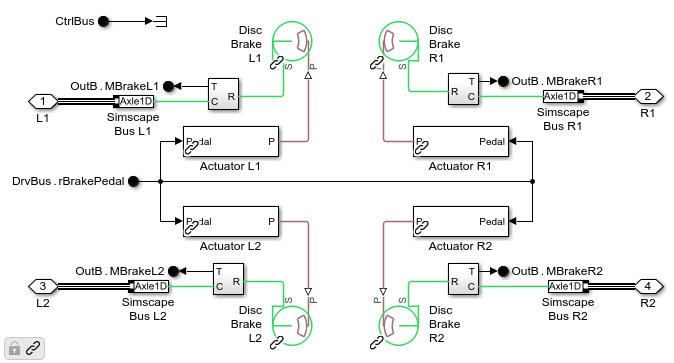 CtrlBus
Disc
Brake
L1
S
P
Disc
Brake
R1
S
OutB . MBrakeL1
T
C
R
1
L1
Axle1D
Simscape
Bus L1
R
T
C
OutB . MBrakeR1
Axle1D
Simscape
Bus R1
2
R1
P
Actuator L1
P
Pedal
Actuator R1
DrvBus . rBrakePedal
P
Actuator L2
P
Pedal
Actuator R2
OutB . MBrakeL2
T
C
R
3
L2
Axle1D
Simscape
Bus L2
S
P
Disc
Brake
L2
P
S
Disc
Brake
R2
R
T
C
OutB . MBrakeR2
Axle1D
Simscape
Bus R2
4
R2